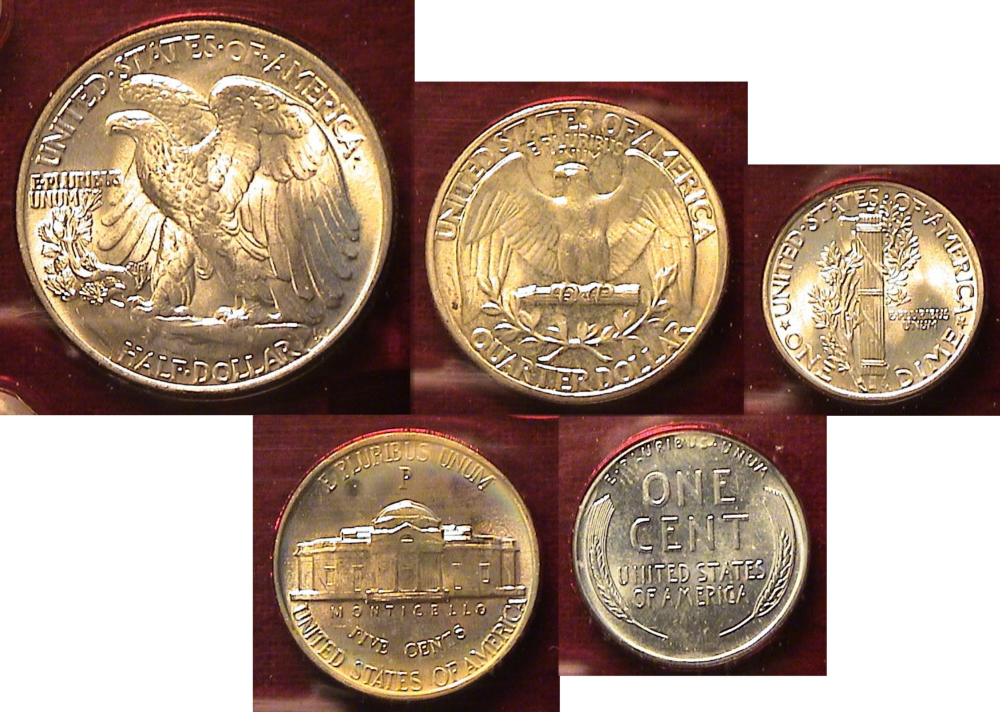 UNITED·STATES·OF·AMERICA·
E·PLURIBUS
UNUM
HALF·DOLLAR
UNITED STATES OF AMERICA
E PLURIBUS
UNUM
QUARTER DOLLAR
UNITED·STATES·OF·AMERICA
E·PLURIBUS
UNUM
ONE DIME
E PLURIBUS UNUM
P
MONTICELLO
FIVE CENTS
UNITED STATES OF AMERICA
E·PLURIBUS·UNUM
ONE
CENT
UNITED STATES
OF AMERICA